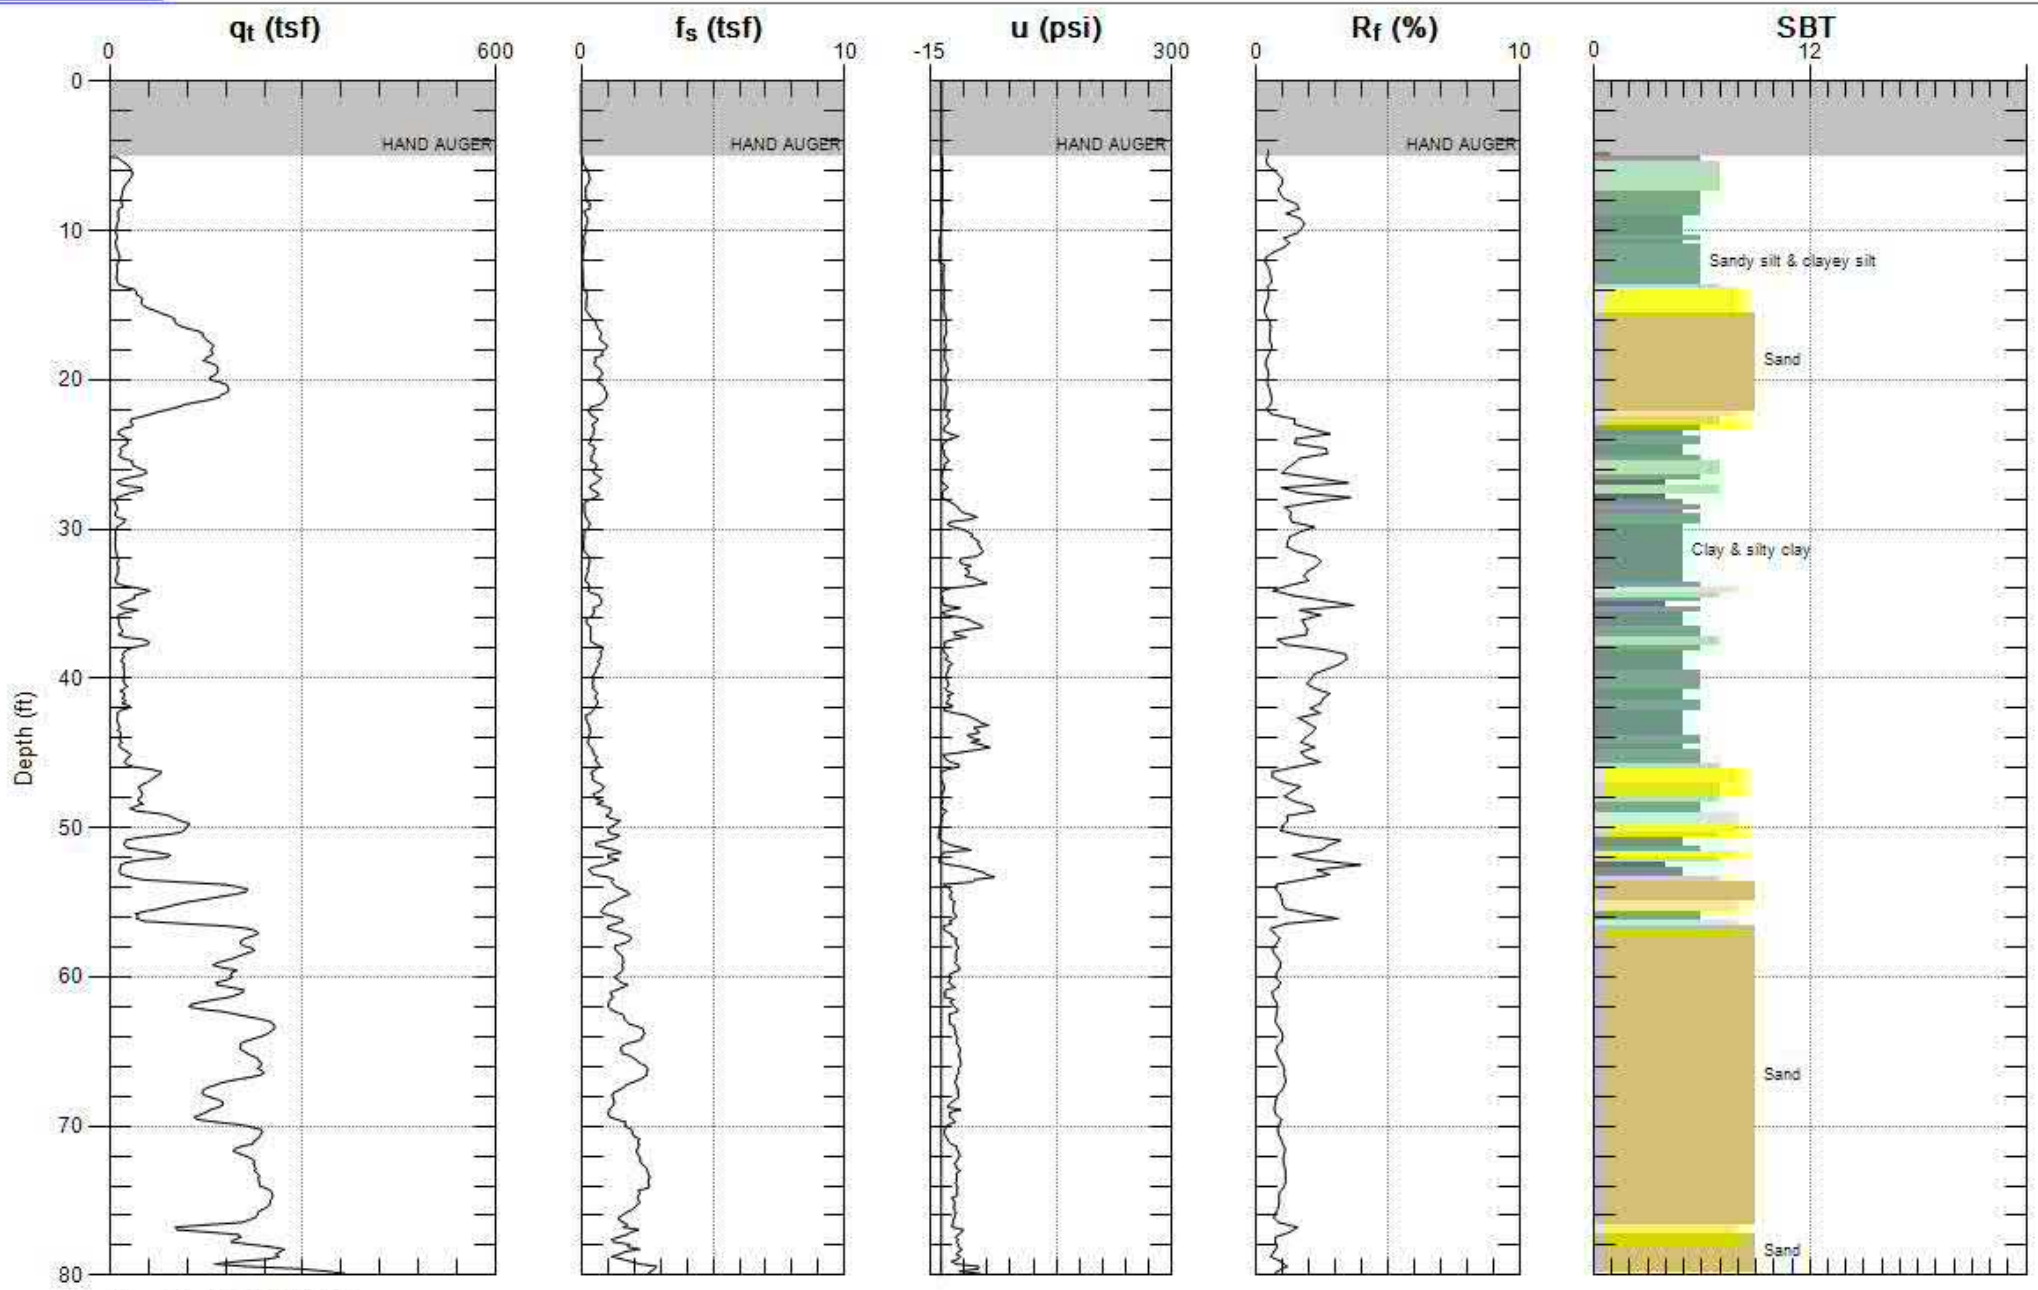 qt (tsf) fs (tsf) u (psi) Rf (%) SBT
0 600 0 10 -15 300 0 10 0 12
0
HAND AUGER HAND AUGER HAND AUGER HAND AUGER
10
Sandy silt & clayey silt
Sand
20
30
Clay & silty clay
40
Depth (ft)
50
60
Sand
70
Sand
80